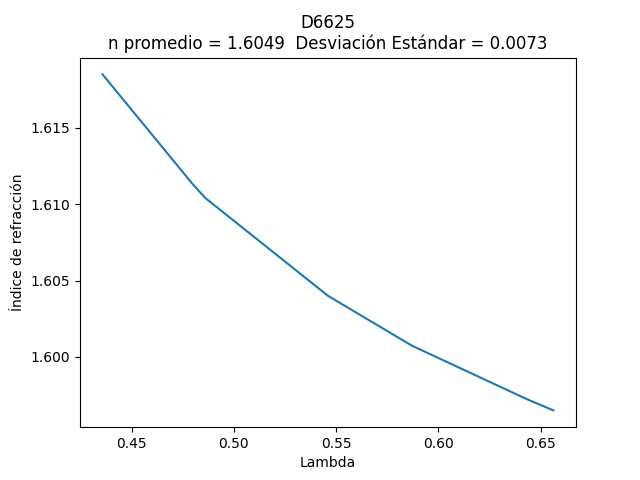 D6625
n promedio = 1.6049  Desviación Estándar = 0.0073
1.615
1.610
1.605
1.600
Índice de refracción
0.45
0.50
0.55
0.60
0.65
Lambda